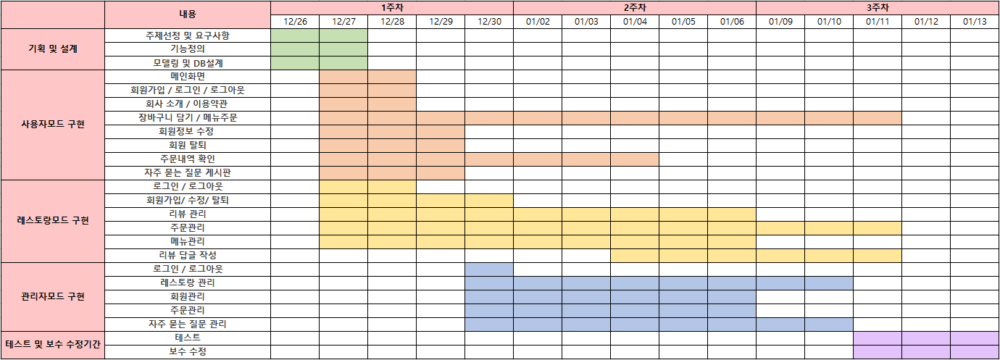 내용 1주차 2주차 3주차
12/26 12/27 12/28 12/29 12/30 01/02 01/03 01/04 01/05 01/06 01/09 01/10 01/11 01/12 01/13
기획 및 설계
주제선정 및 요구사항
기능정의
모델링 및 DB설계
사용자모드 구현
메인화면
회원가입 / 로그인 / 로그아웃
회사 소개 / 이용약관
장바구니 담기 / 메뉴주문
회원정보 수정
회원 탈퇴
주문내역 확인
자주 묻는 질문 게시판
레스토랑모드 구현
로그인 / 로그아웃
회원가입/ 수정/ 탈퇴
리뷰 관리
주문관리
메뉴관리
리뷰 답글 작성
관리자모드 구현
로그인 / 로그아웃
레스토랑 관리
회원관리
주문관리
자주 묻는 질문 관리
테스트 및 보수 수정기간
테스트
보수 수정